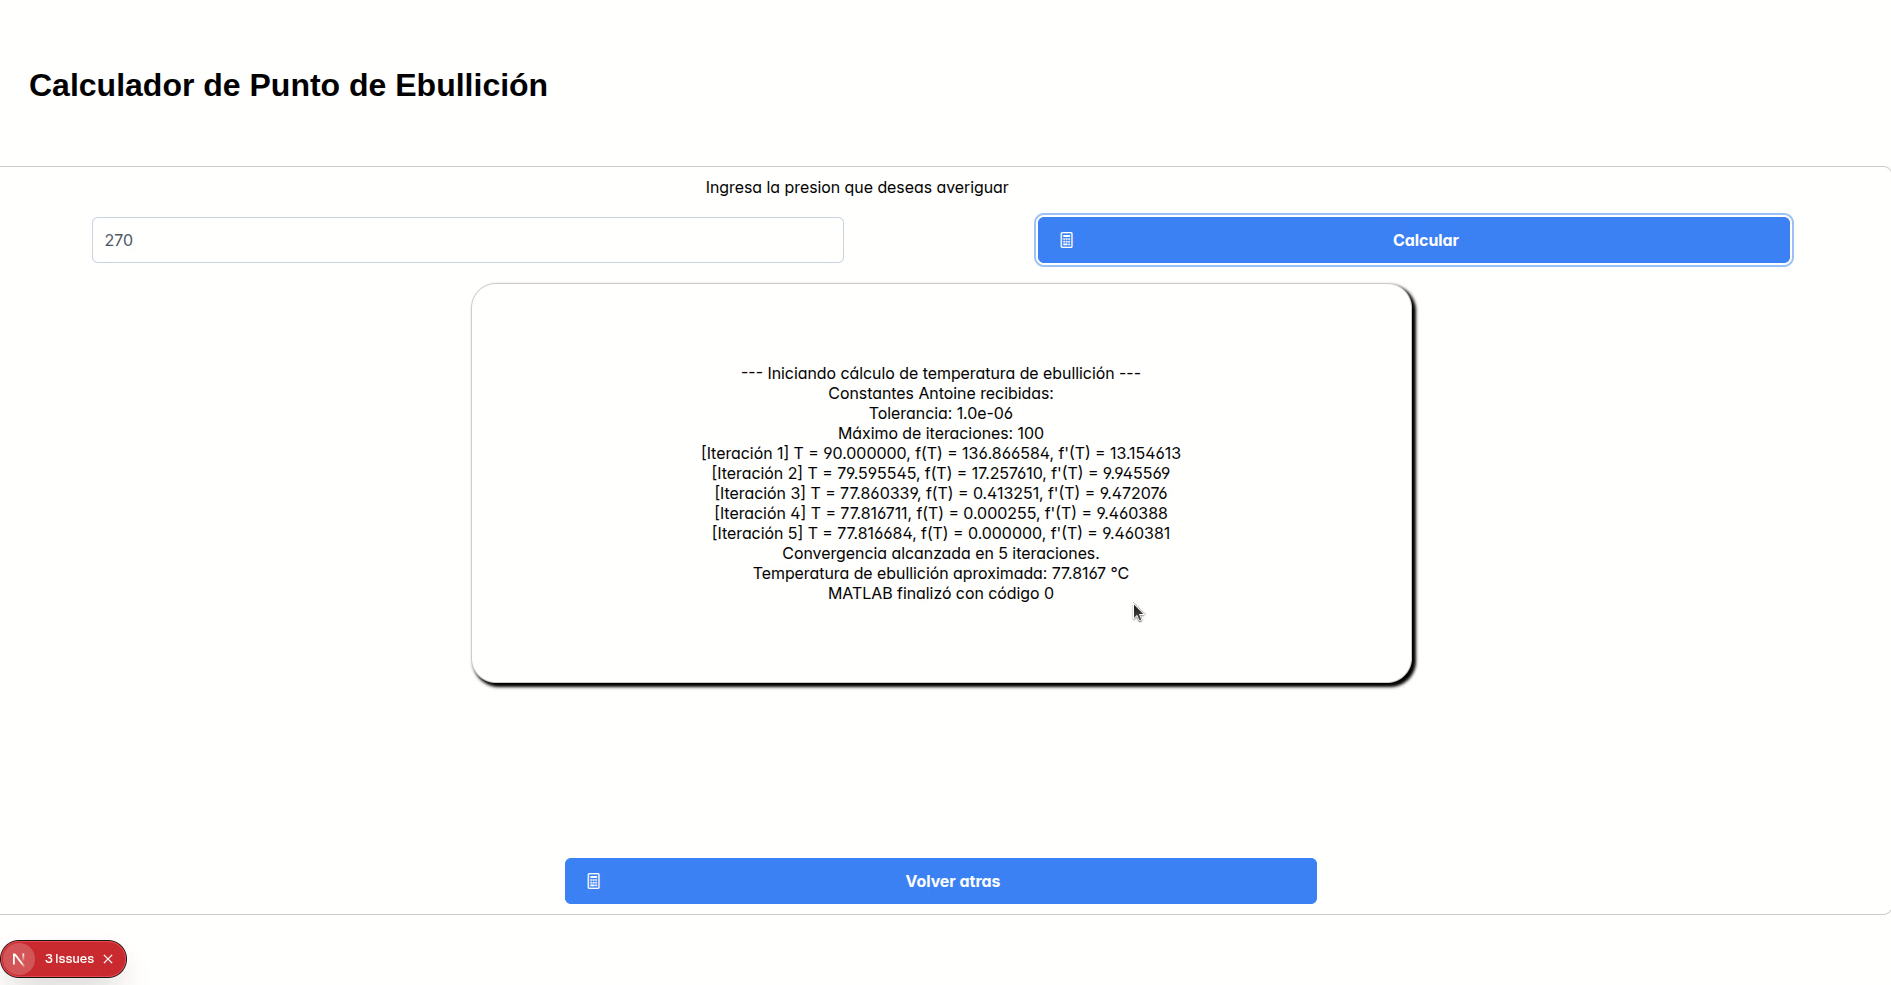 Calculador de Punto de Ebullición
Ingresa la presion que deseas averiguar
270
Calcular
--- Iniciando cálculo de temperatura de ebullición ---
Constantes Antoine recibidas:
Tolerancia: 1.0e-06
Máximo de iteraciones: 100
[Iteración 1] T = 90.000000, f(T) = 136.866584, f'(T) = 13.154613
[Iteración 2] T = 79.595545, f(T) = 17.257610, f'(T) = 9.945569
[Iteración 3] T = 77.860339, f(T) = 0.413251, f'(T) = 9.472076
[Iteración 4] T = 77.816711, f(T) = 0.000255, f'(T) = 9.460388
[Iteración 5] T = 77.816684, f(T) = 0.000000, f'(T) = 9.460381
Convergencia alcanzada en 5 iteraciones.
Temperatura de ebullición aproximada: 77.8167 °C
MATLAB finalizó con código 0
Volver atras
N 3 Issues